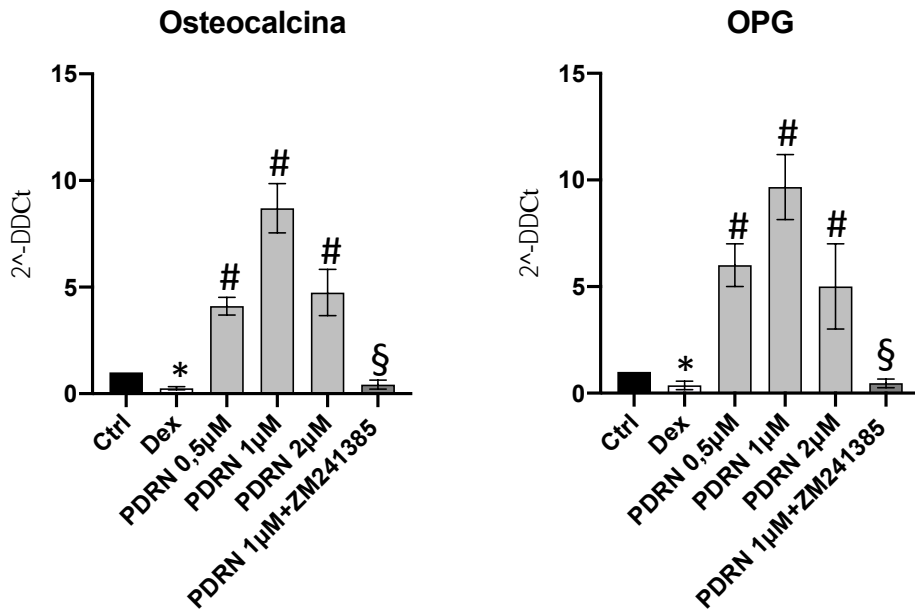 Osteocalcina
2^-DDCt
15
10
5
0
*
#
#
#
§
Ctrl
Dex
PDRN 0,5µM
PDRN 1µM
PDRN 2µM
PDRN 1µM+ZM241385
OPG
2^-DDCt
15
10
5
0
*
#
#
#
§
Ctrl
Dex
PDRN 0,5µM
PDRN 1µM
PDRN 2µM
PDRN 1µM+ZM241385